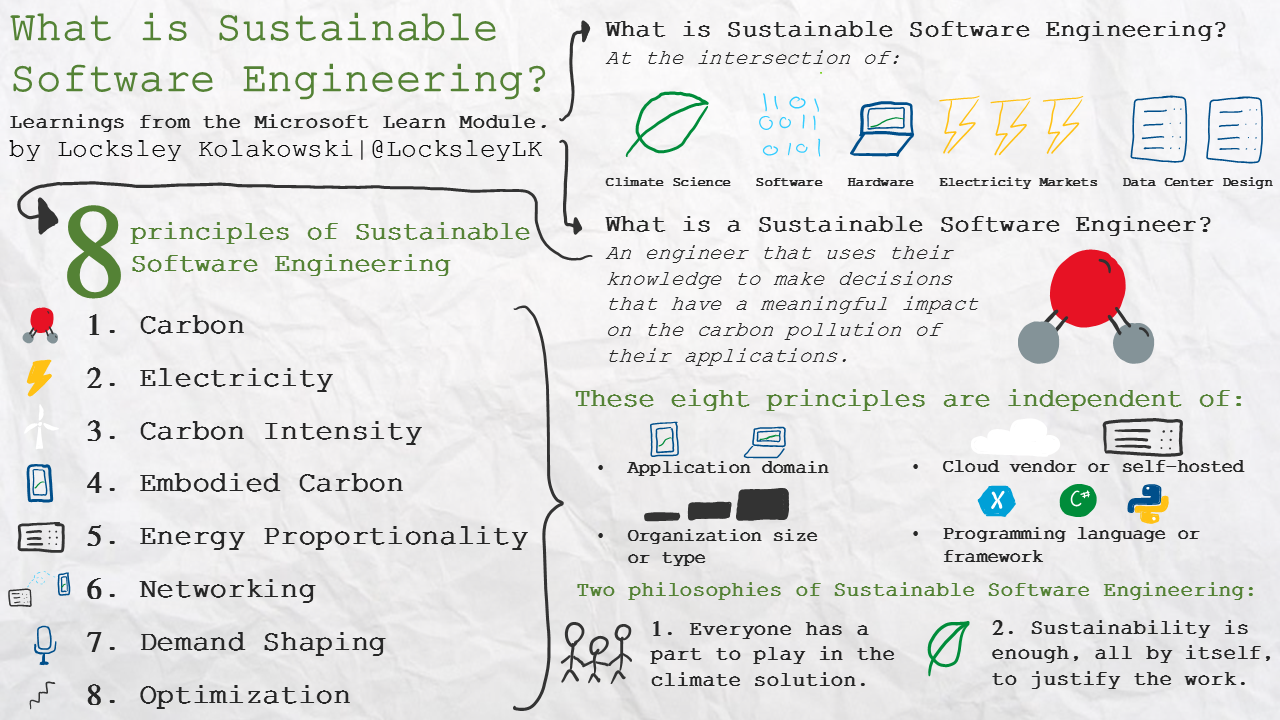 What is Sustainable
Software Engineering?
Learnings from the Microsoft Learn Module.
by Locksley Kolakowski|@LocksleyLK
8 principles of Sustainable
Software Engineering
1. Carbon
2. Electricity
3. Carbon Intensity
4. Embodied Carbon
5. Energy Proportionality
6. Networking
7. Demand Shaping
8. Optimization
What is Sustainable Software Engineering?
At the intersection of:
1101
0011
0101
Climate Science Software Hardware Electricity Markets Data Center Design
What is a Sustainable Software Engineer?
An engineer that uses their
knowledge to make decisions
that have a meaningful impact
on the carbon pollution of
their applications.
These eight principles are independent of:
• Application domain
• Cloud vendor or self-hosted
X C#
• Organization size
or type
• Programming language or
framework
Two philosophies of Sustainable Software Engineering:
1. Everyone has a
part to play in the
climate solution.
2. Sustainability is
enough, all by itself,
to justify the work.